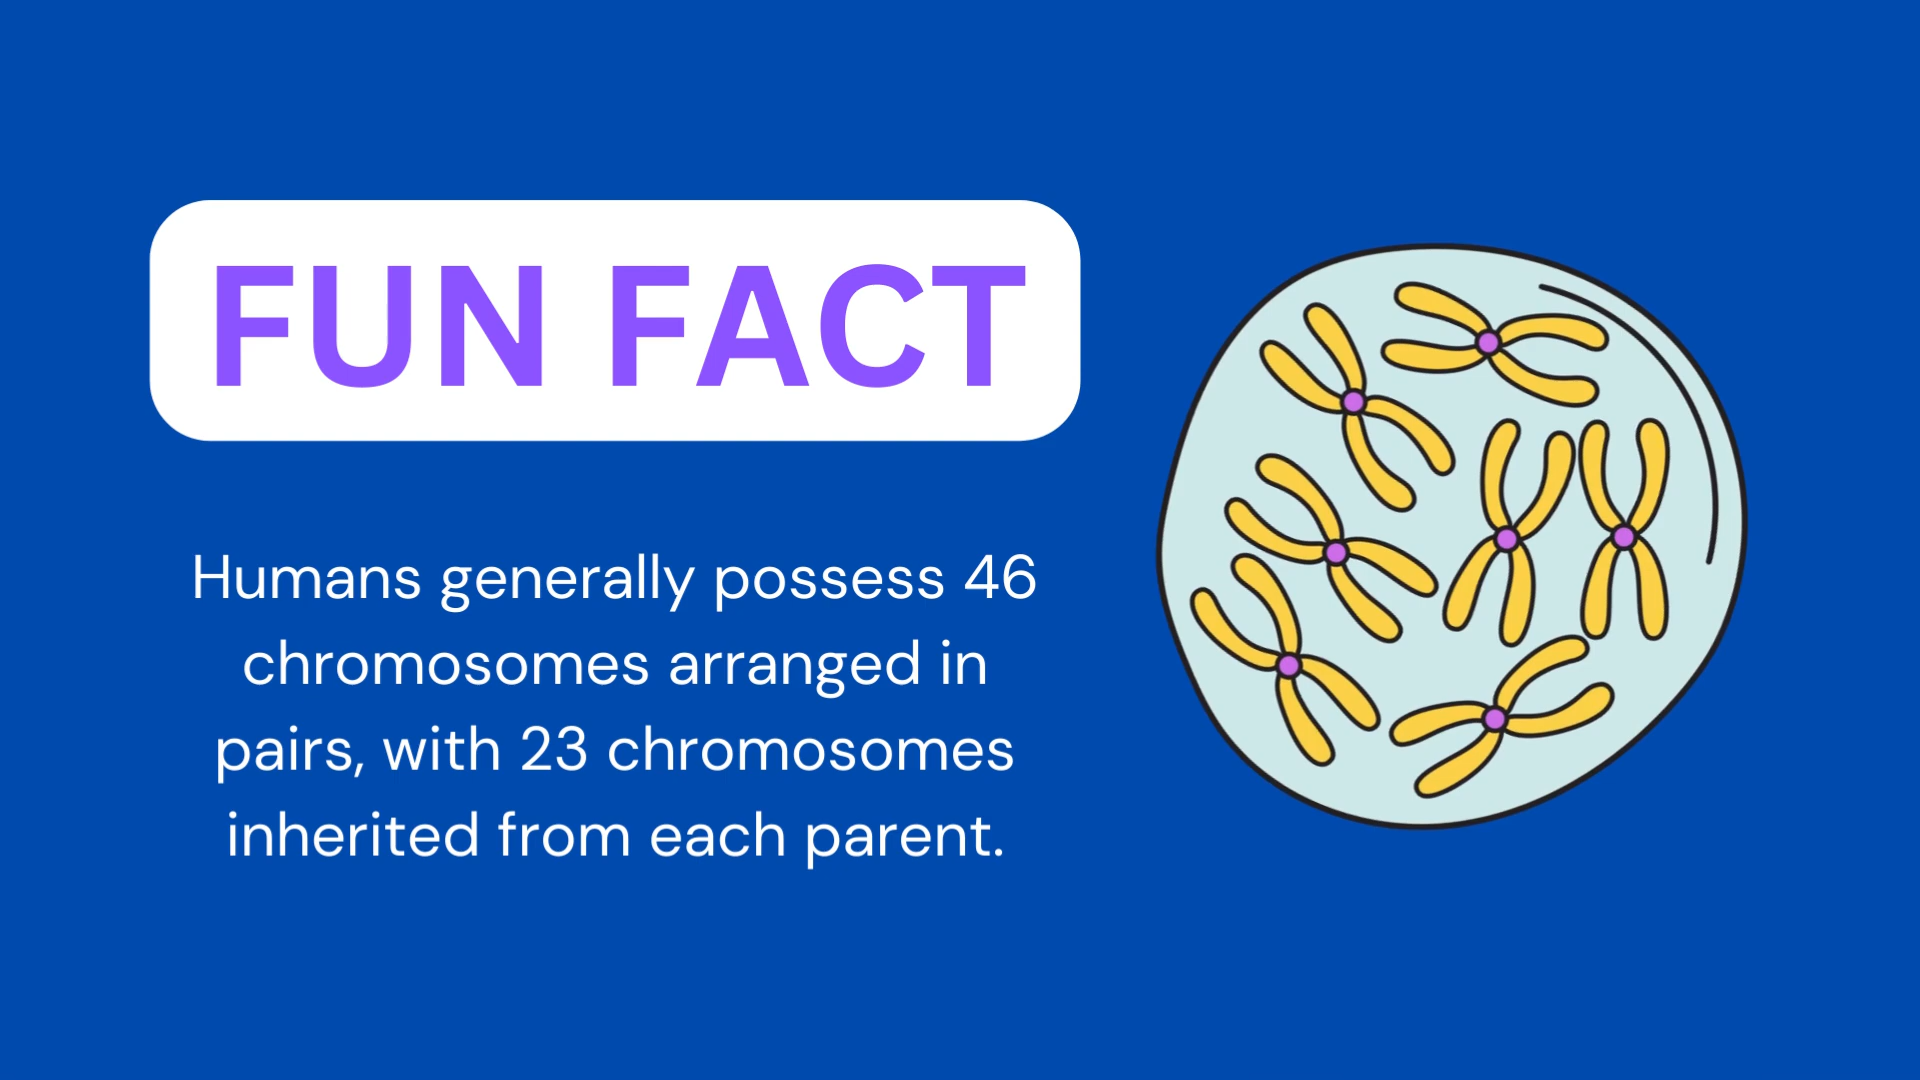 FUN FACT
Humans generally possess 46
chromosomes arranged in
pairs, with 23 chromosomes
inherited from each parent.